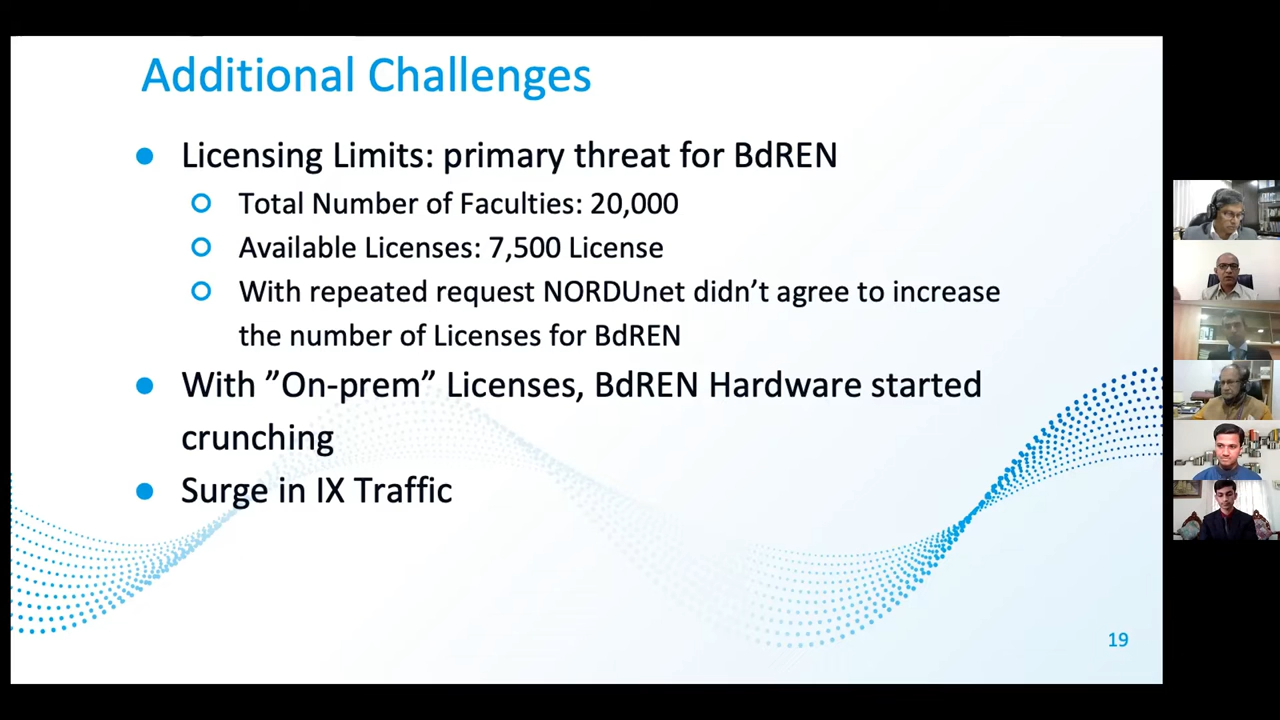 Additional Challenges
Licensing Limits: primary threat for BdREN
Total Number of Faculties: 20,000
Available Licenses: 7,500 License
With repeated request NORDUnet didn’t agree to increase
the number of Licenses for BdREN
With ”On-prem” Licenses, BdREN Hardware started
crunching
Surge in IX Traffic
19